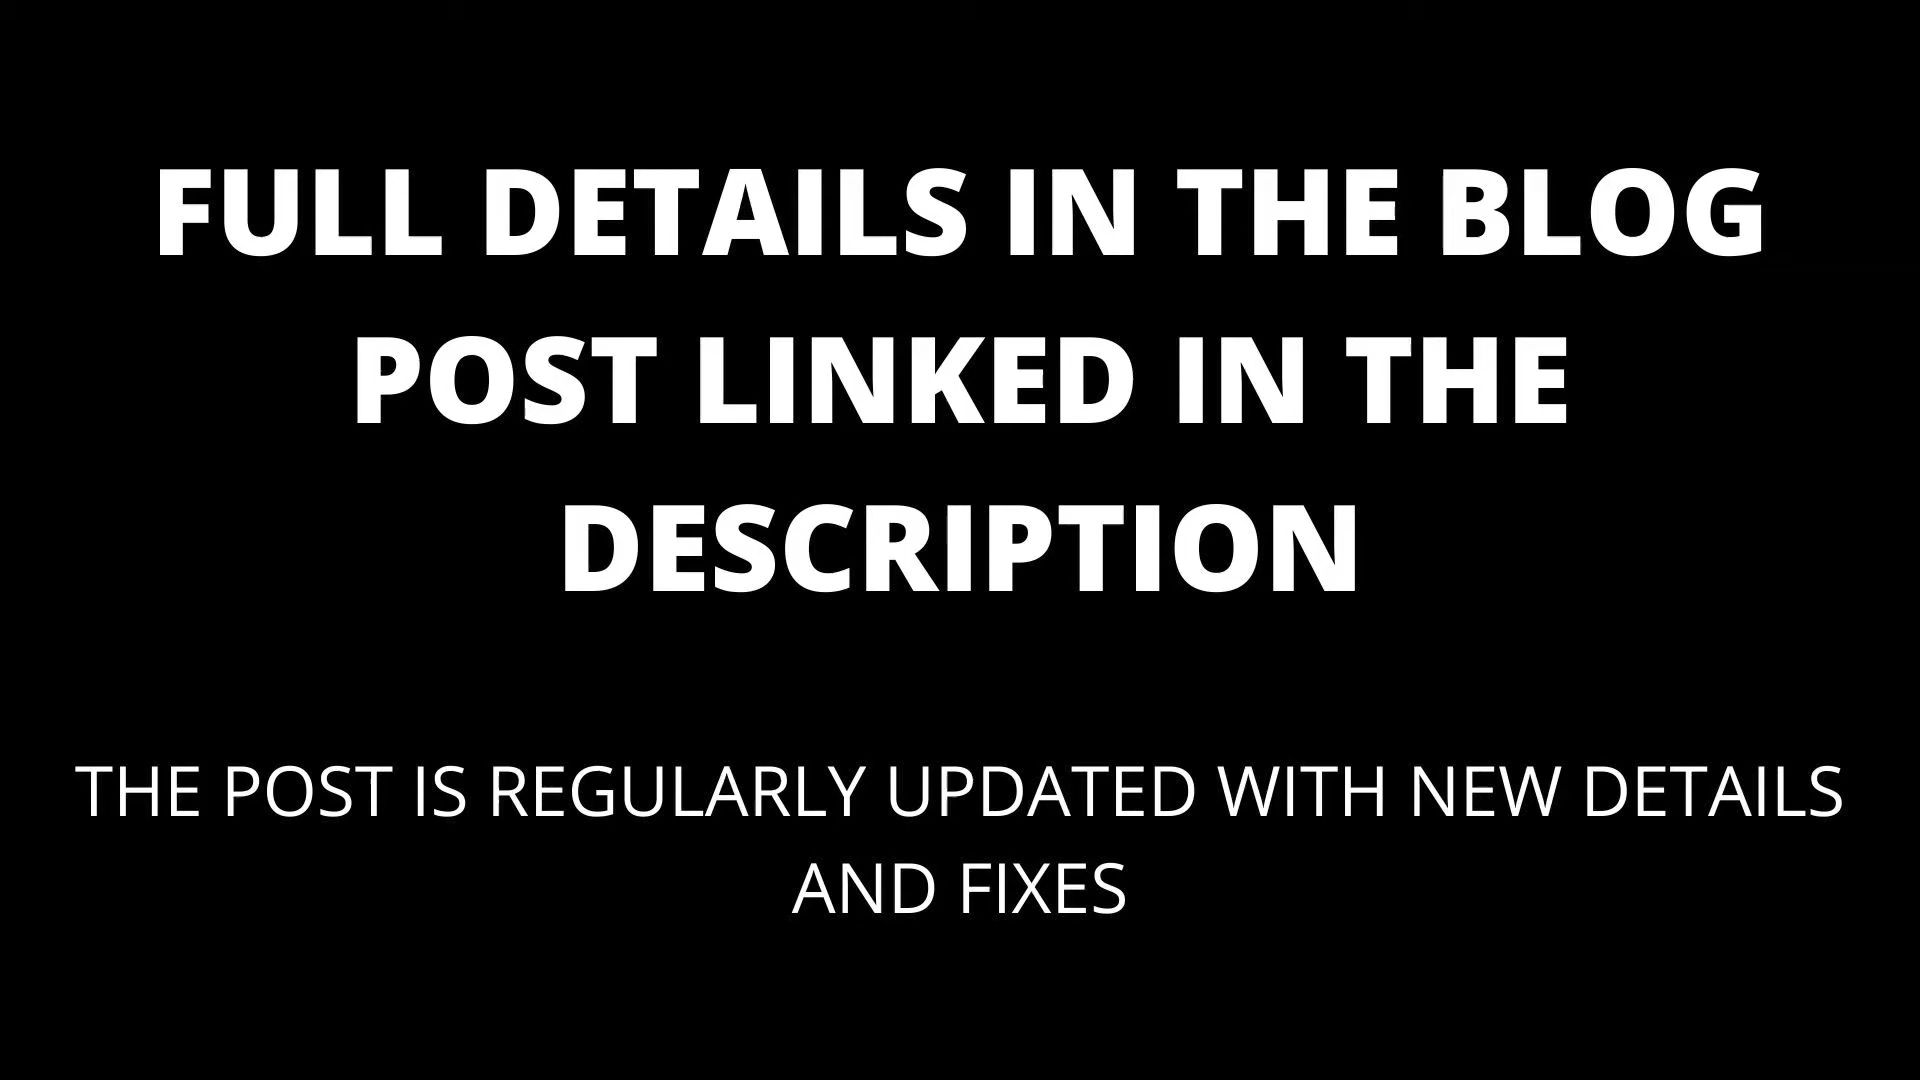 FULL DETAILS IN THE BLOG
POST LINKED IN THE
DESCRIPTION
THE POST IS REGULARLY UPDATED WITH NEW DETAILS
AND FIXES